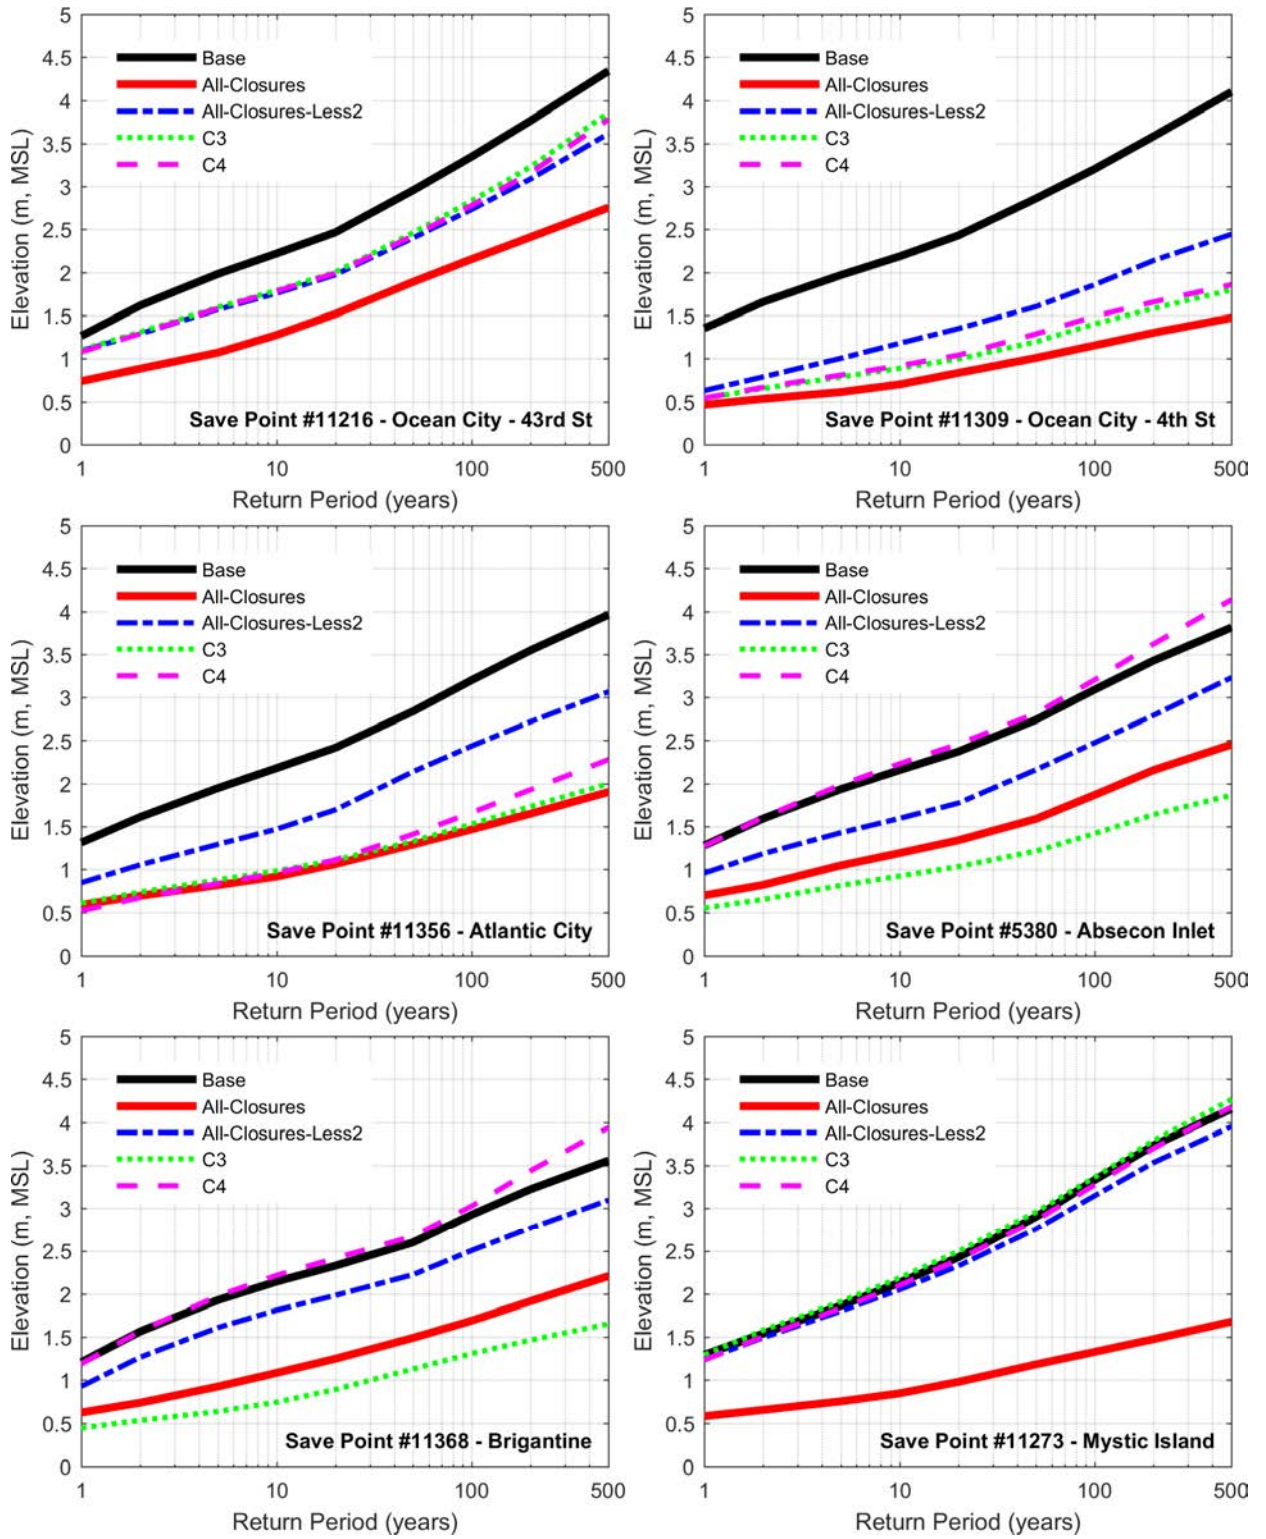 5
4.5
4
3.5
3
2.5
2
1.5
1
0.5
0
Elevation (m, MSL)
Base
All-Closures
All-Closures-Less2
C3
C4
Save Point #11216 - Ocean City - 43rd St
1 10 100 500
Return Period (years)
5
4.5
4
3.5
3
2.5
2
1.5
1
0.5
0
Elevation (m, MSL)
Base
All-Closures
All-Closures-Less2
C3
C4
Save Point #11309 - Ocean City - 4th St
1 10 100 500
Return Period (years)
5
4.5
4
3.5
3
2.5
2
1.5
1
0.5
0
Elevation (m, MSL)
Base
All-Closures
All-Closures-Less2
C3
C4
Save Point #11356 - Atlantic City
1 10 100 500
Return Period (years)
5
4.5
4
3.5
3
2.5
2
1.5
1
0.5
0
Elevation (m, MSL)
Base
All-Closures
All-Closures-Less2
C3
C4
Save Point #5380 - Absecon Inlet
1 10 100 500
Return Period (years)
5
4.5
4
3.5
3
2.5
2
1.5
1
0.5
0
Elevation (m, MSL)
Base
All-Closures
All-Closures-Less2
C3
C4
Save Point #11368 - Brigantine
1 10 100 500
Return Period (years)
5
4.5
4
3.5
3
2.5
2
1.5
1
0.5
0
Elevation (m, MSL)
Base
All-Closures
All-Closures-Less2
C3
C4
Save Point #11273 - Mystic Island
1 10 100 500
Return Period (years)